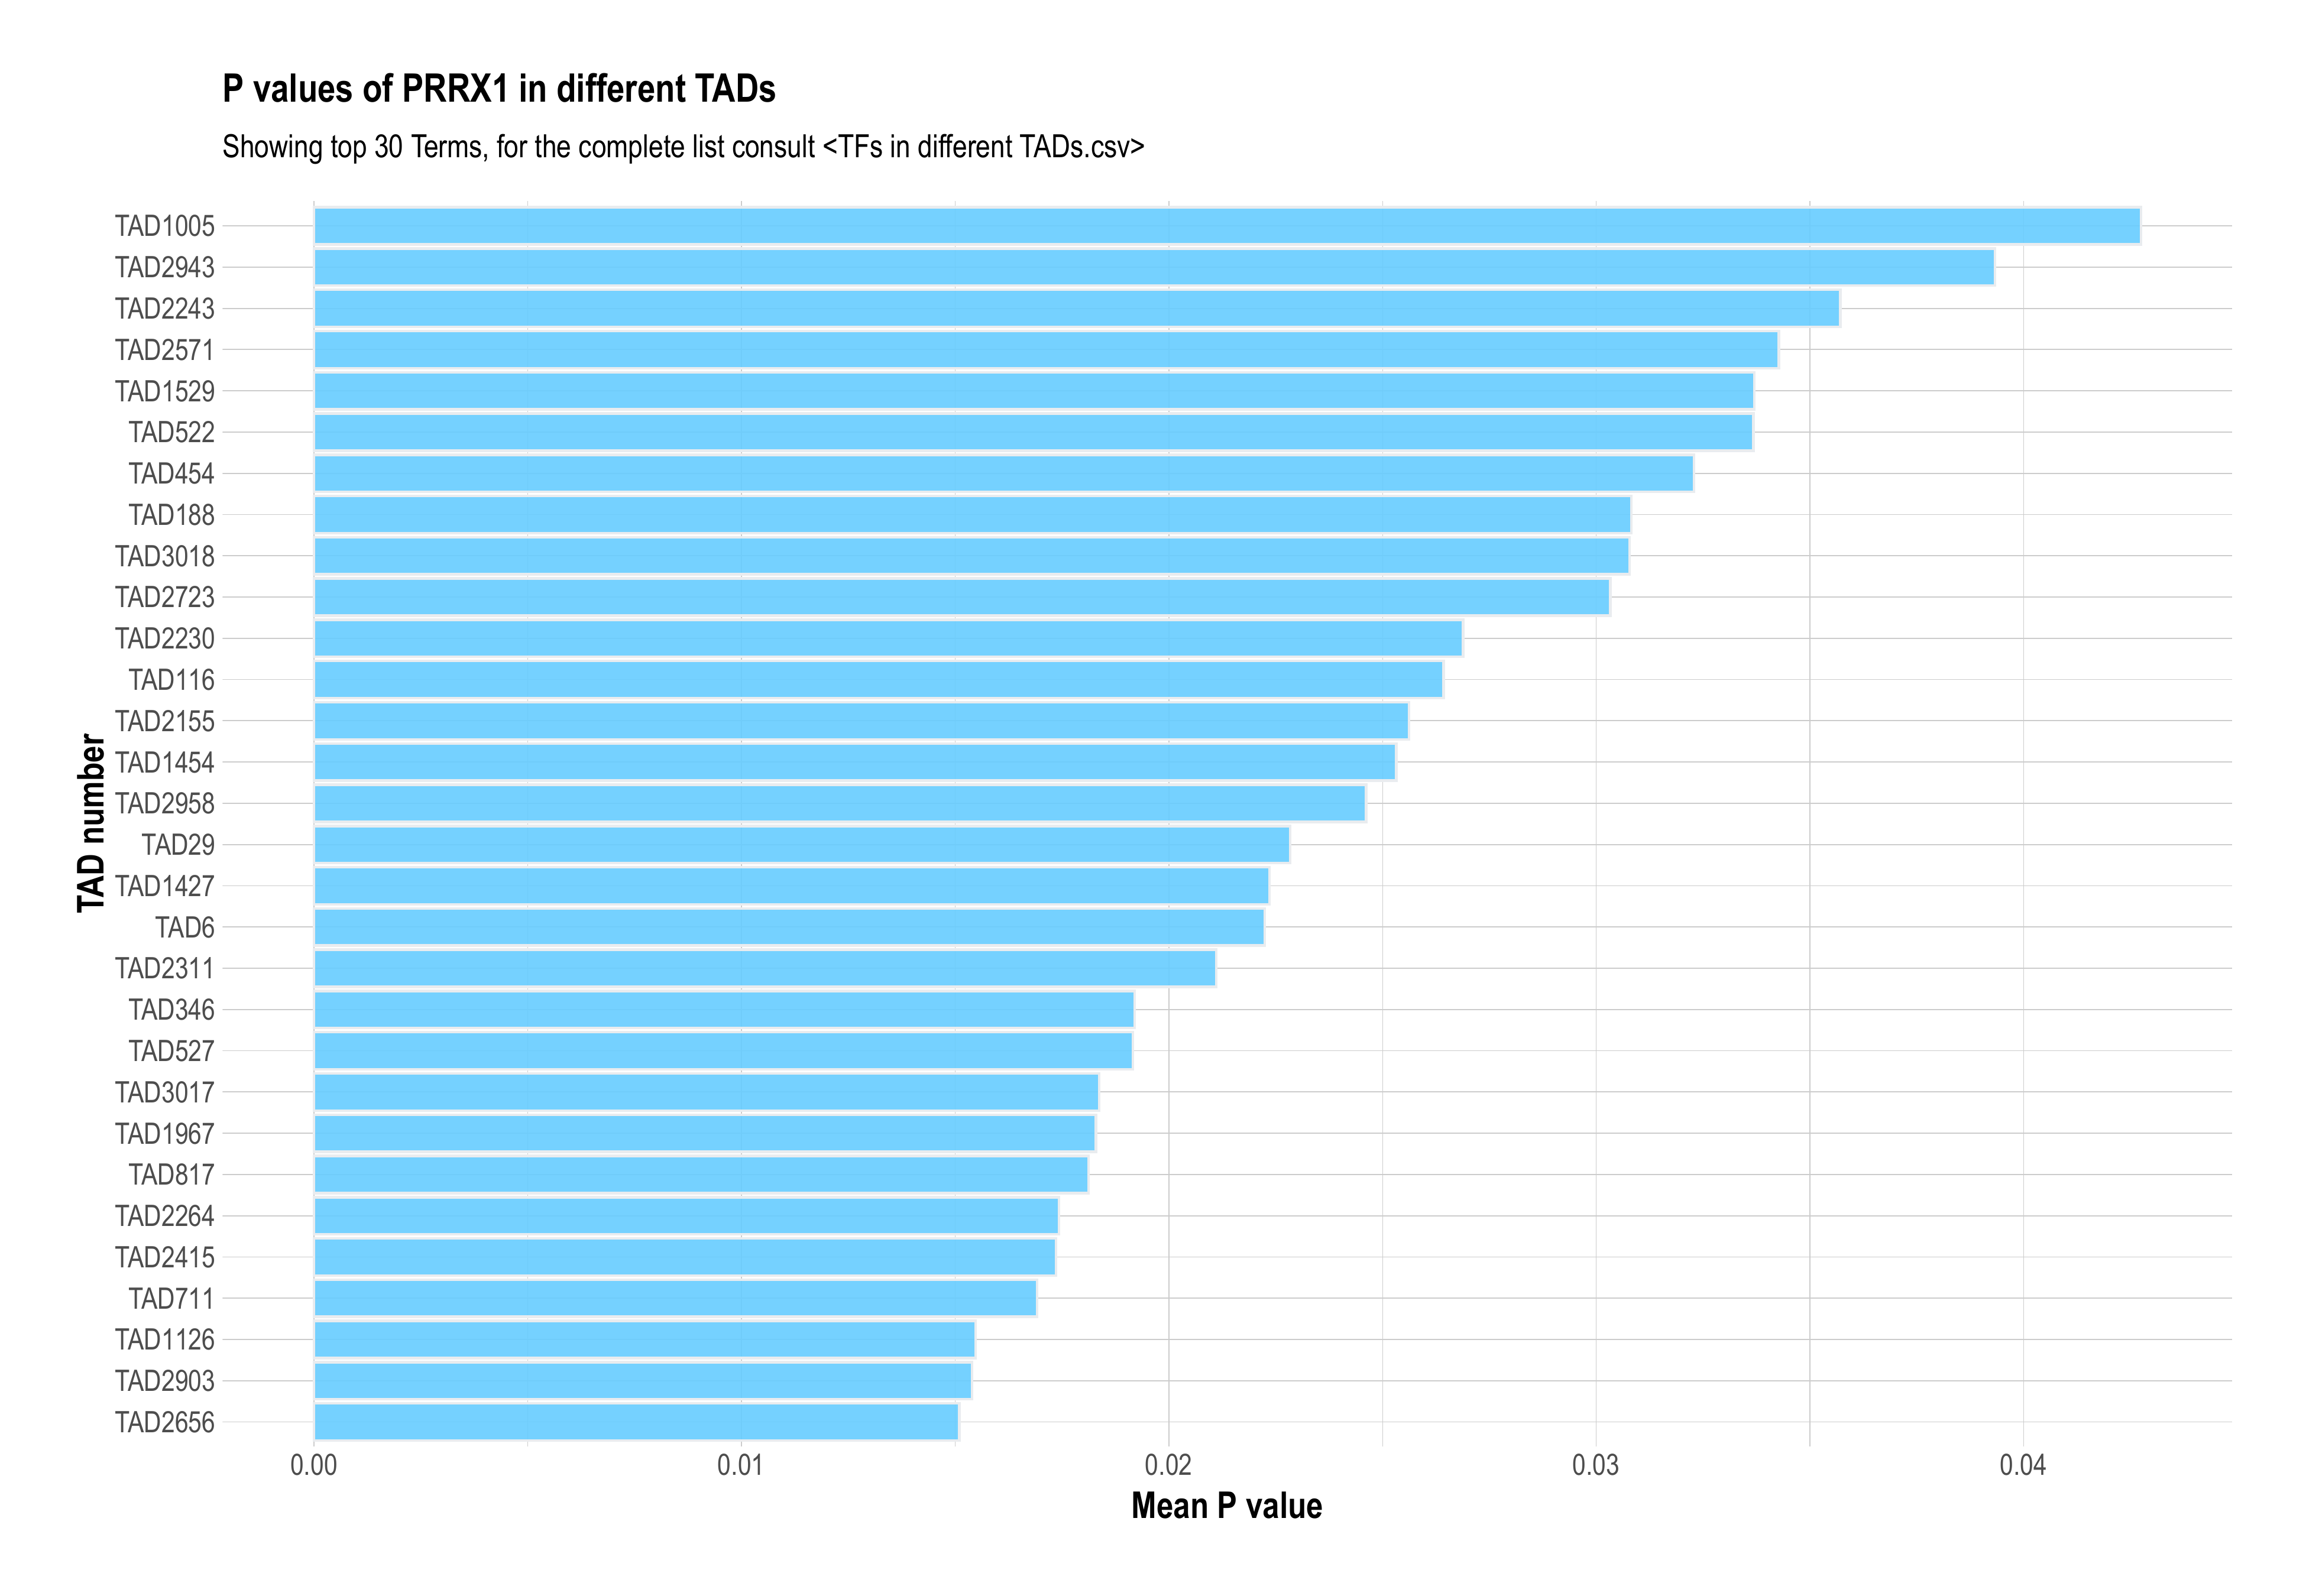 P values of PRRX1 in different TADs
Showing top 30 Terms, for the complete list consult <TFs in different TADs.csv>
TAD number
TAD1005
TAD2943
TAD2243
TAD2571
TAD1529
TAD522
TAD454
TAD188
TAD3018
TAD2723
TAD2230
TAD116
TAD2155
TAD1454
TAD2958
TAD29
TAD1427
TAD6
TAD2311
TAD346
TAD527
TAD3017
TAD1967
TAD817
TAD2264
TAD2415
TAD711
TAD1126
TAD2903
TAD2656
0.00 0.01 0.02 0.03 0.04
Mean P value